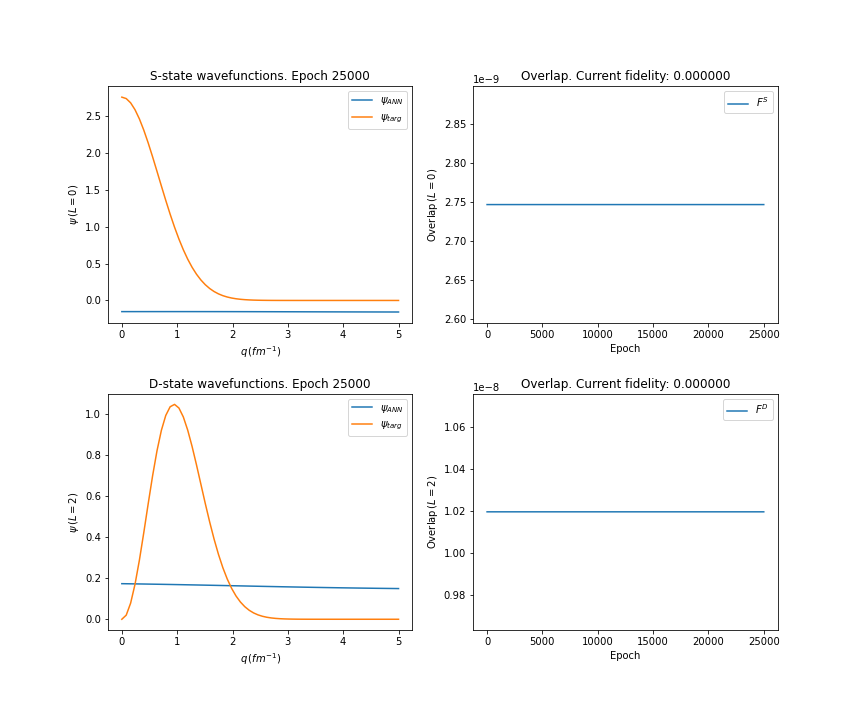 S-state wavefunctions. Epoch 25000
ψ(L=0)
2.5
2.0
1.5
1.0
0.5
0.0
ψ_ANN
ψ_targ
0 1 2 3 4 5
q(fm⁻¹)
Overlap. Current fidelity: 0.000000
1e−9
Overlap(L=0)
2.85
2.80
2.75
2.70
2.65
2.60
F^S
0 5000 10000 15000 20000 25000
Epoch
D-state wavefunctions. Epoch 25000
ψ(L=2)
1.0
0.8
0.6
0.4
0.2
0.0
ψ_ANN
ψ_targ
0 1 2 3 4 5
q(fm⁻¹)
Overlap. Current fidelity: 0.000000
1e−8
Overlap(L=2)
1.06
1.04
1.02
1.00
0.98
F^D
0 5000 10000 15000 20000 25000
Epoch